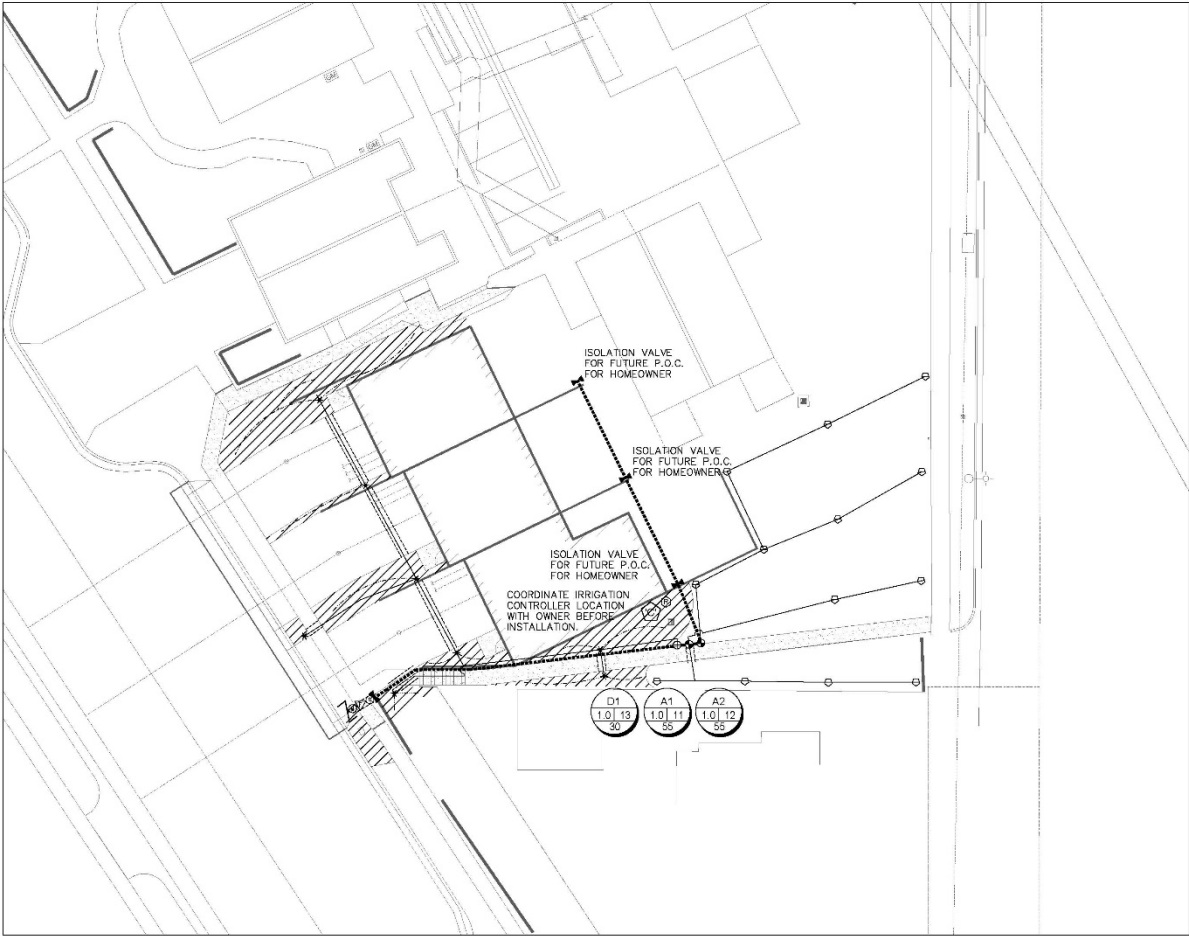 ISOLATION VALVE
FOR FUTURE P.O.C.
FOR HOMEOWNER
ISOLATION VALVE
FOR FUTURE P.O.C.
FOR HOMEOWNER
ISOLATION VALVE
FOR FUTURE P.O.C.
FOR HOMEOWNER
COORDINATE IRRIGATION
CONTROLLER LOCATION
WITH OWNER BEFORE
INSTALLATION.
C
R
D1
1.0 13
30
A1
1.0 11
55
A2
1.0 12
55